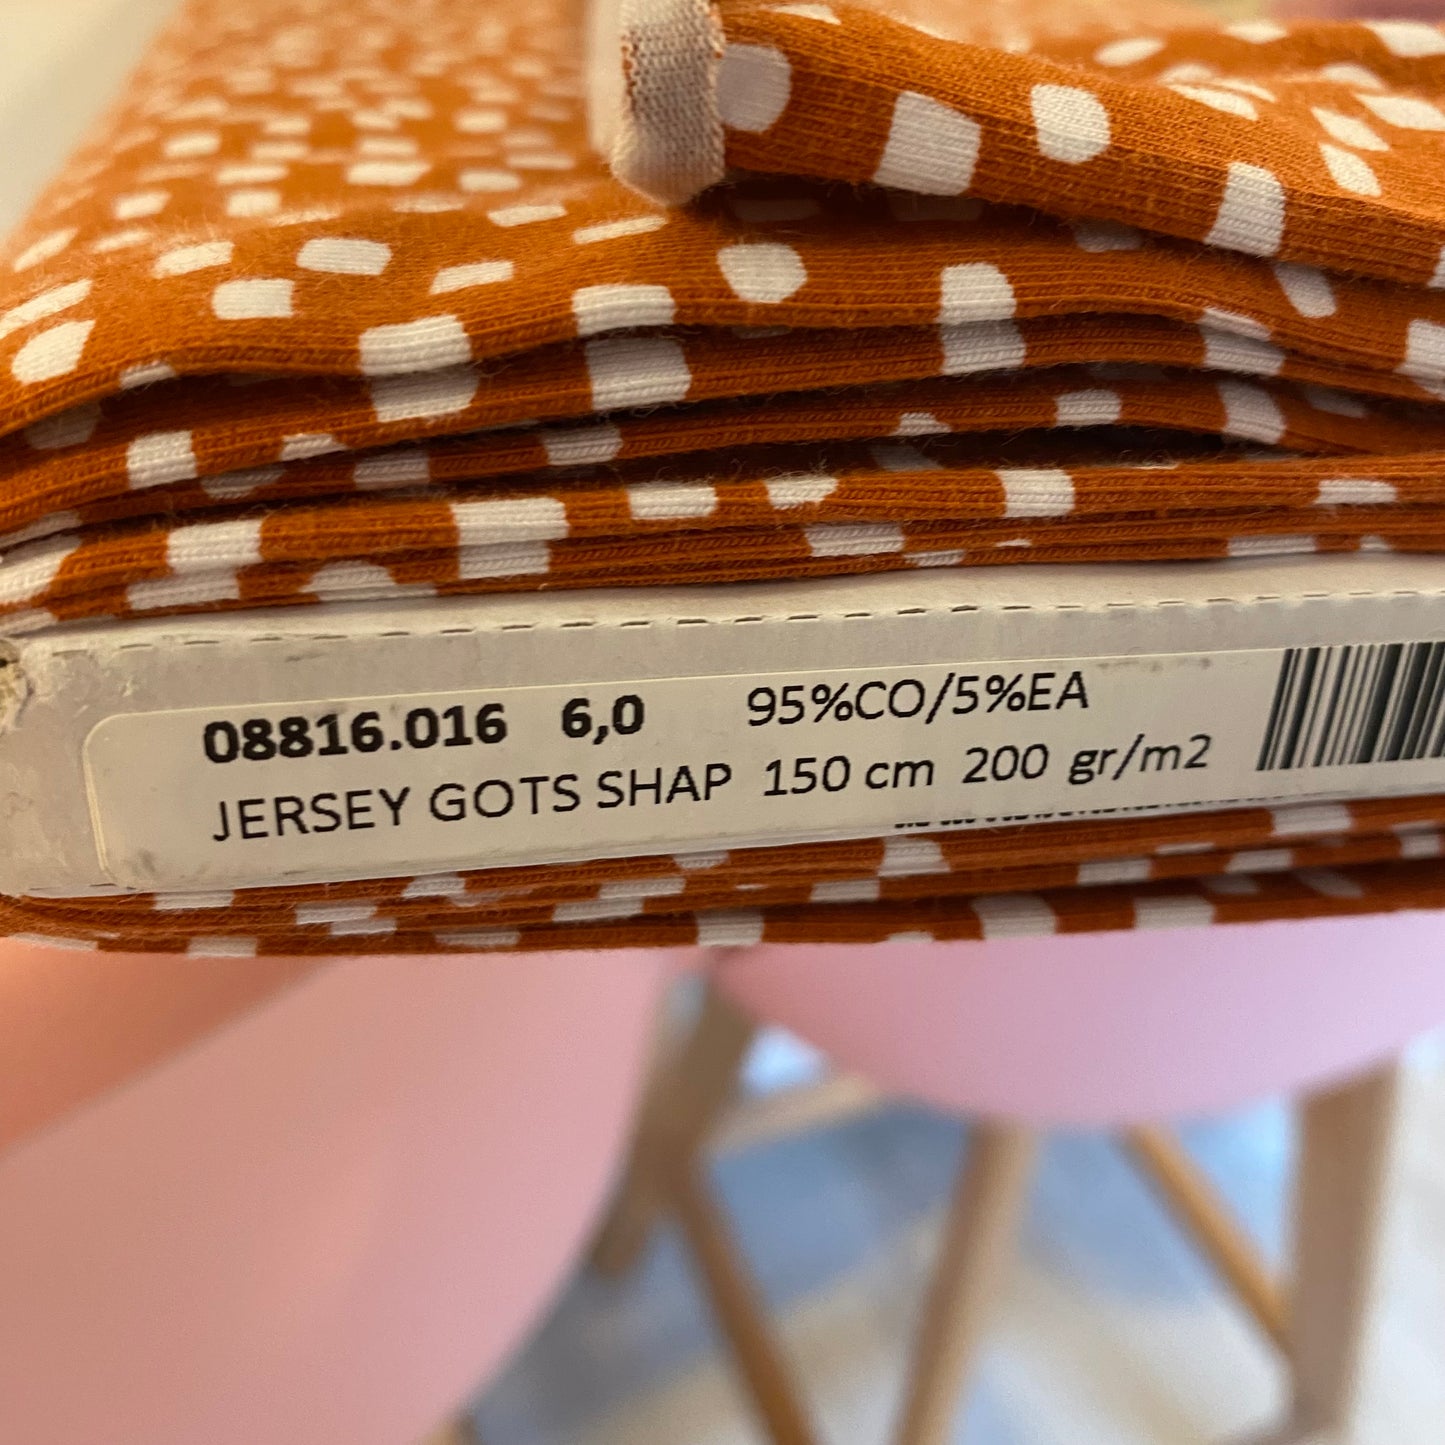 08816.016 6,0 95%CO/5%EA
JERSEY GOTS SHAP 150 cm 200 gr/m2